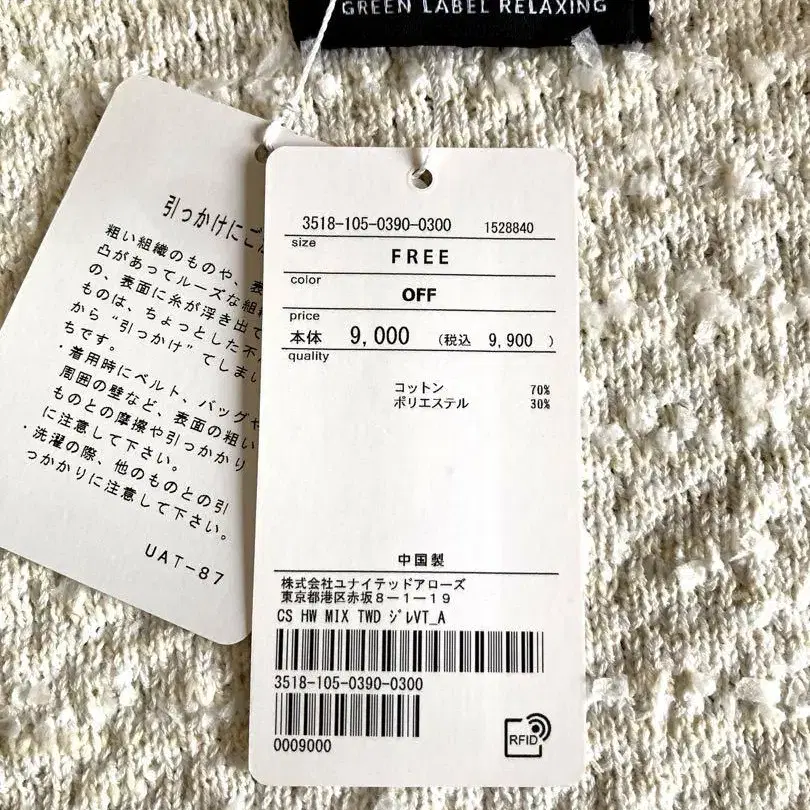 GREEN LABEL RELAXING
引っかけにご
粗い組織のものや、表
凸があってルーズな組織
の、表面に糸が浮き出て
ものは、ちょっとした不
から“引っかけ”てしまい
ちです。
・着用時にベルト、バッグや
周囲の壁など、表面の粗い
ものとの摩擦や引っかかり
に注意して下さい。
・洗濯の際、他のものとの引
っかかりに注意して下さい。
UAT-87
3518-105-0390-0300 1528840
size
FREE
color
OFF
price
本体 9,000 (税込 9,900 )
quality
コットン 70%
ポリエステル 30%
中国製
株式会社ユナイテッドアローズ
東京都港区赤坂8-1-19
CS HW MIX TWD ジレVT_A
3518-105-0390-0300
0009000
RFID